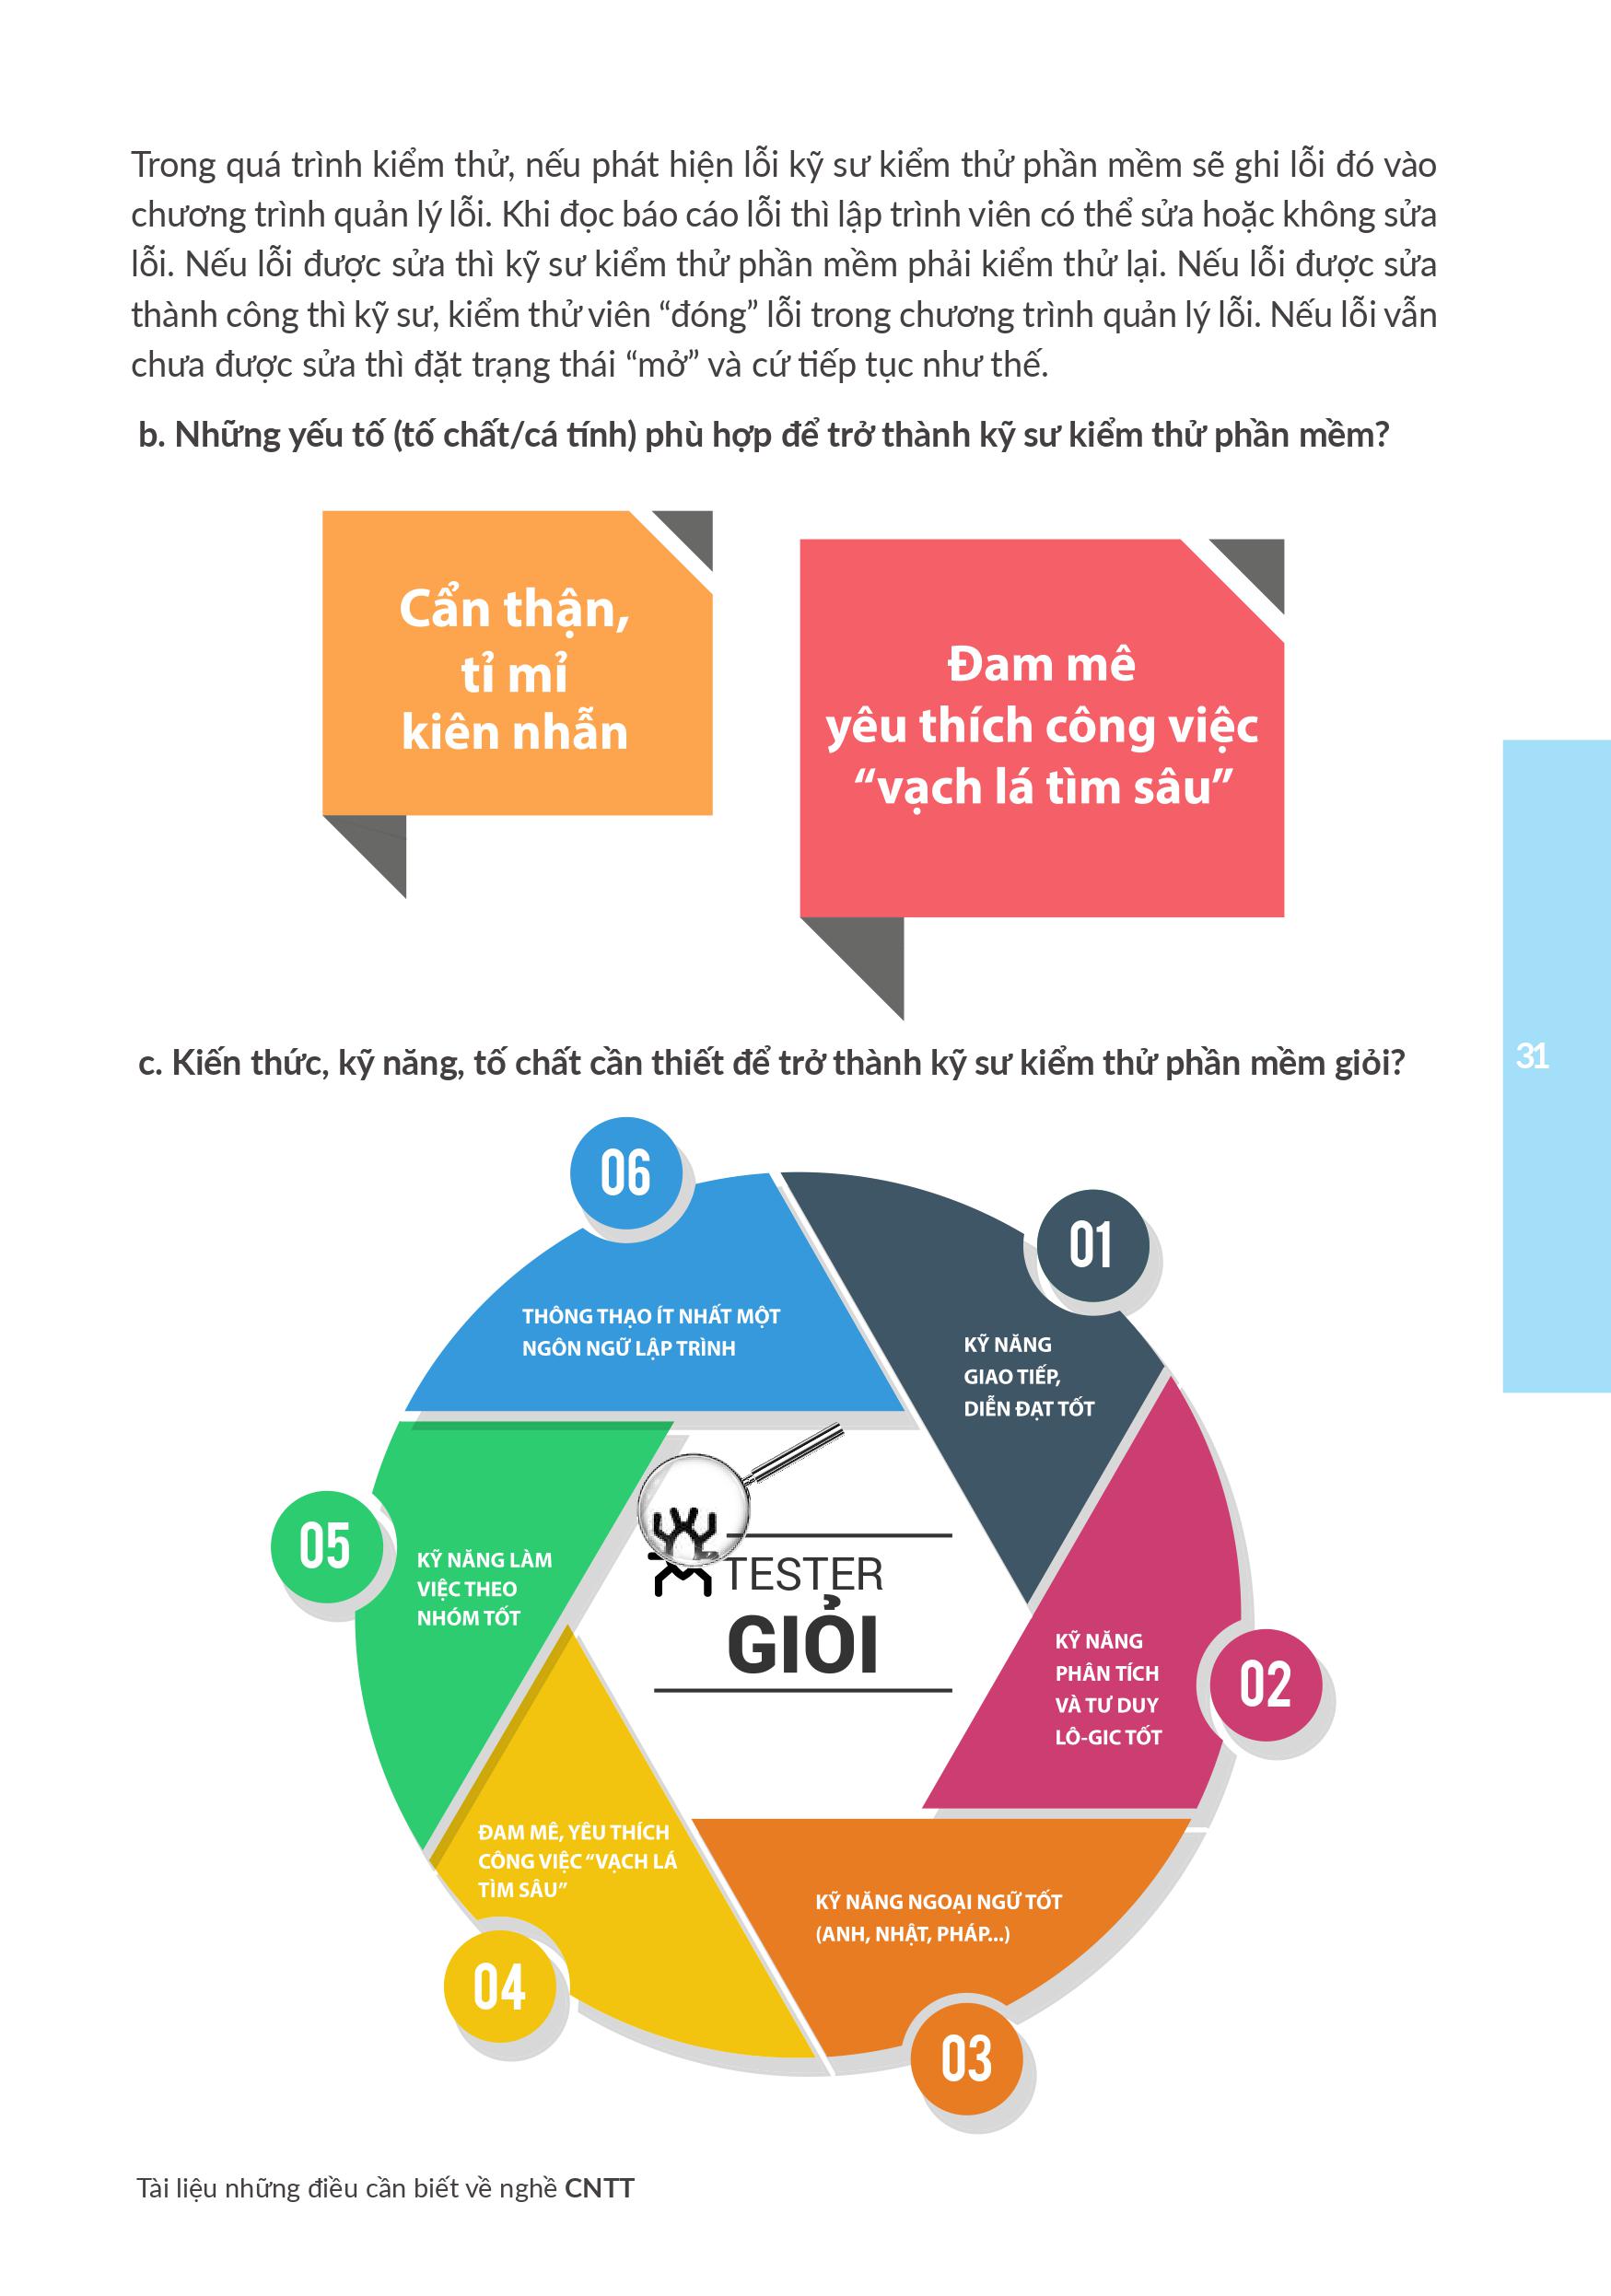 Trong quá trình kiểm thử, nếu phát hiện lỗi kỹ sư kiểm thử phần mềm sẽ ghi lỗi đó vào
chương trình quản lý lỗi. Khi đọc báo cáo lỗi thì lập trình viên có thể sửa hoặc không sửa
lỗi. Nếu lỗi được sửa thì kỹ sư kiểm thử phần mềm phải kiểm thử lại. Nếu lỗi được sửa
thành công thì kỹ sư, kiểm thử viên “đóng” lỗi trong chương trình quản lý lỗi. Nếu lỗi vẫn
chưa được sửa thì đặt trạng thái “mở” và cứ tiếp tục như thế.
b. Những yếu tố (tố chất/cá tính) phù hợp để trở thành kỹ sư kiểm thử phần mềm?
Cẩn thận,
tỉ mỉ
kiên nhẫn
Đam mê
yêu thích công việc
“vạch lá tìm sâu”
31
c. Kiến thức, kỹ năng, tố chất cần thiết để trở thành kỹ sư kiểm thử phần mềm giỏi?
01
KỸ NĂNG
GIAO TIẾP,
DIỄN ĐẠT TỐT
02
KỸ NĂNG
PHÂN TÍCH
VÀ TƯ DUY
LÔ-GIC TỐT
03
KỸ NĂNG NGOẠI NGỮ TỐT
(ANH, NHẬT, PHÁP...)
04
ĐAM MÊ, YÊU THÍCH
CÔNG VIỆC “VẠCH LÁ
TÌM SÂU”
05
KỸ NĂNG LÀM
VIỆC THEO
NHÓM TỐT
06
THÔNG THẠO ÍT NHẤT MỘT
NGÔN NGỮ LẬP TRÌNH
TESTER
GIỎI
Tài liệu những điều cần biết về nghề CNTT